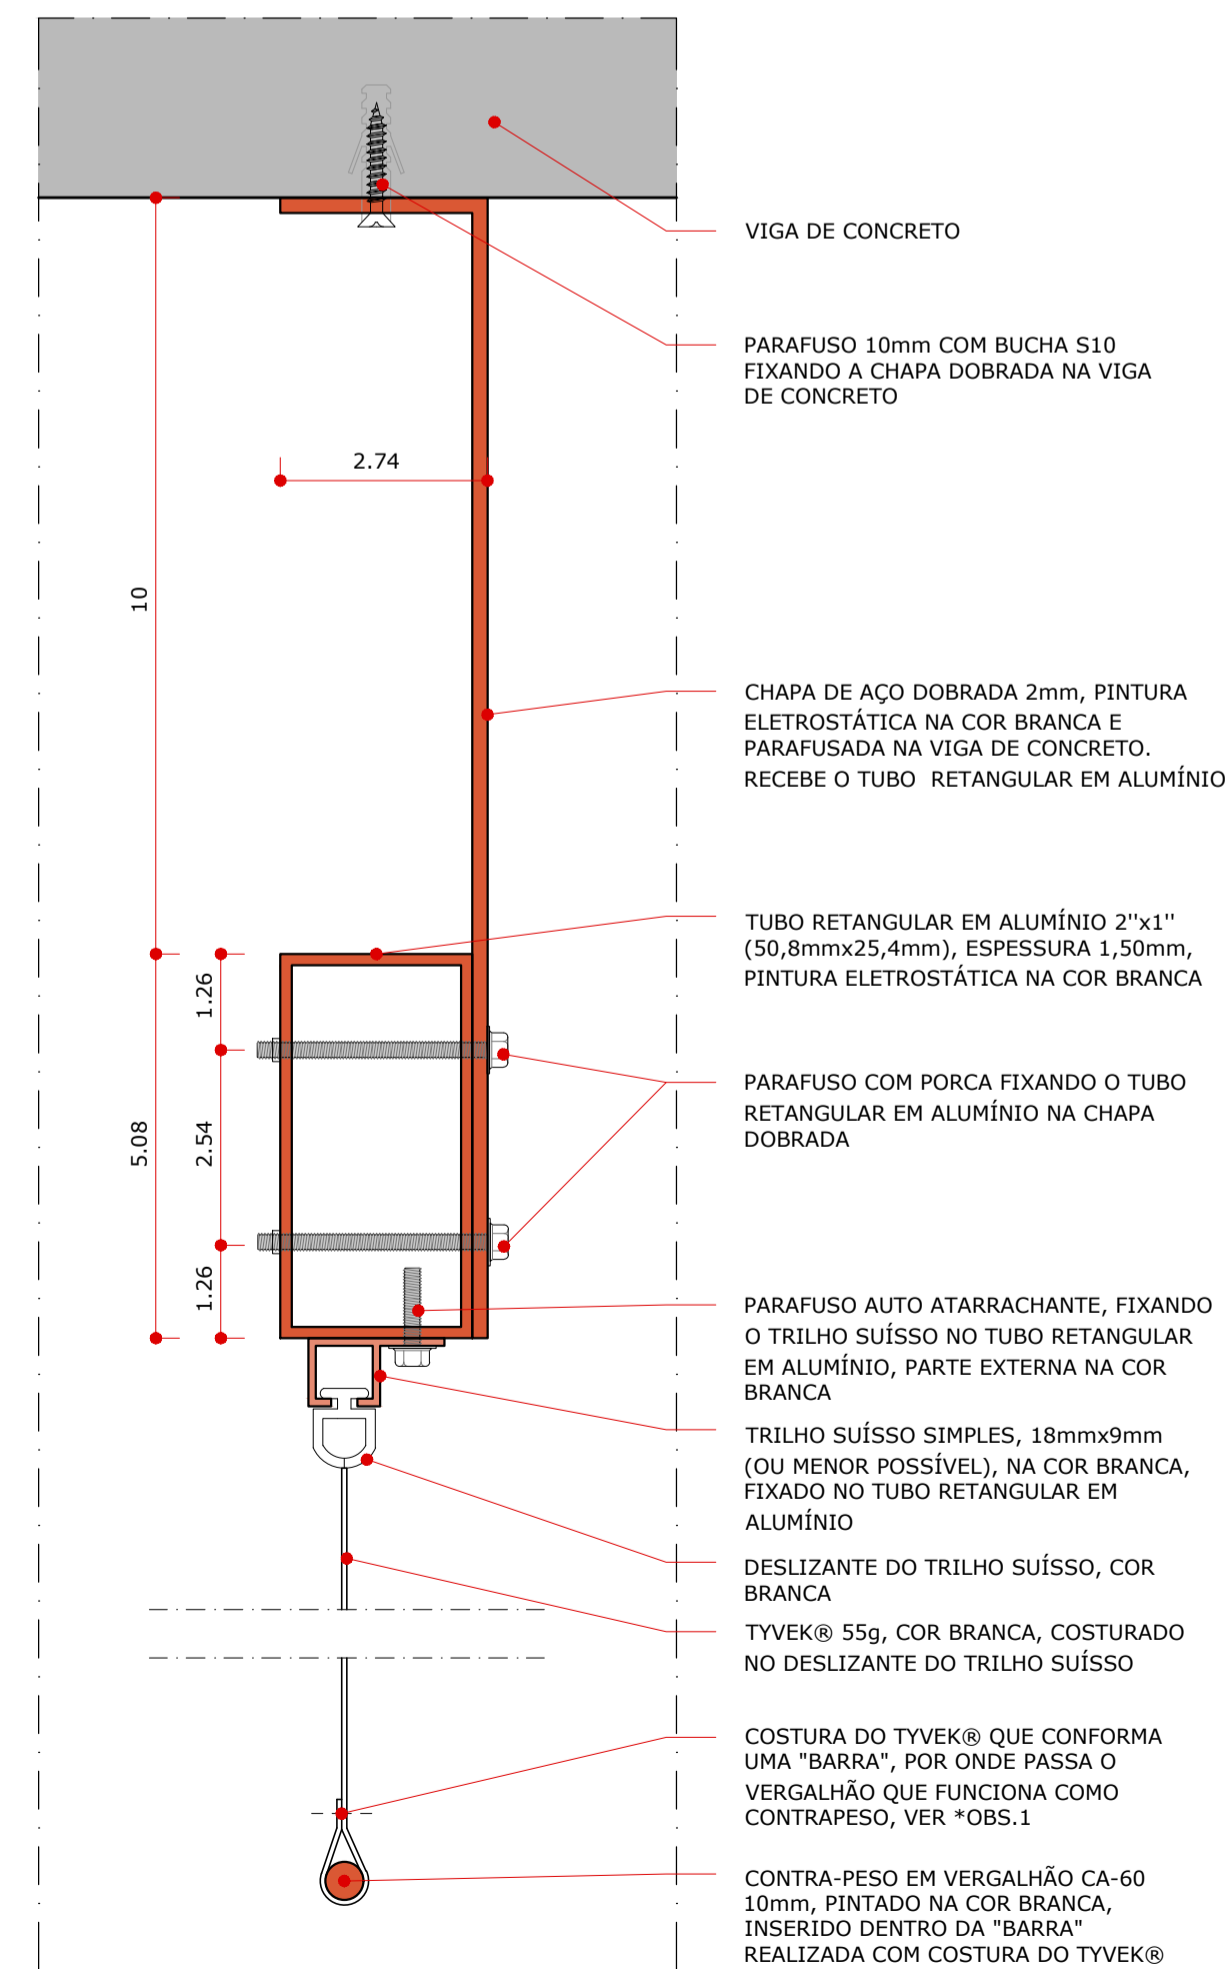 VIGA DE CONCRETO
PARAFUSO 10mm COM BUCHA S10
FIXANDO A CHAPA DOBRADA NA VIGA
DE CONCRETO
2.74
10
CHAPA DE AÇO DOBRADA 2mm, PINTURA
ELETROSTÁTICA NA COR BRANCA E
PARAFUSADA NA VIGA DE CONCRETO.
RECEBE O TUBO RETANGULAR EM ALUMÍNIO
TUBO RETANGULAR EM ALUMÍNIO 2''x1''
(50,8mmx25,4mm), ESPESSURA 1,50mm,
PINTURA ELETROSTÁTICA NA COR BRANCA
1.26
5.08
2.54
1.26
PARAFUSO COM PORCA FIXANDO O TUBO
RETANGULAR EM ALUMÍNIO NA CHAPA
DOBRADA
PARAFUSO AUTO ATARRACHANTE, FIXANDO
O TRILHO SUÍSSO NO TUBO RETANGULAR
EM ALUMÍNIO, PARTE EXTERNA NA COR
BRANCA
TRILHO SUÍSSO SIMPLES, 18mmx9mm
(OU MENOR POSSÍVEL), NA COR BRANCA,
FIXADO NO TUBO RETANGULAR EM
ALUMÍNIO
DESLIZANTE DO TRILHO SUÍSSO, COR
BRANCA
TYVEK® 55g, COR BRANCA, COSTURADO
NO DESLIZANTE DO TRILHO SUÍSSO
COSTURA DO TYVEK® QUE CONFORMA
UMA "BARRA", POR ONDE PASSA O
VERGALHÃO QUE FUNCIONA COMO
CONTRAPESO, VER *OBS.1
CONTRA-PESO EM VERGALHÃO CA-60
10mm, PINTADO NA COR BRANCA,
INSERIDO DENTRO DA "BARRA"
REALIZADA COM COSTURA DO TYVEK®